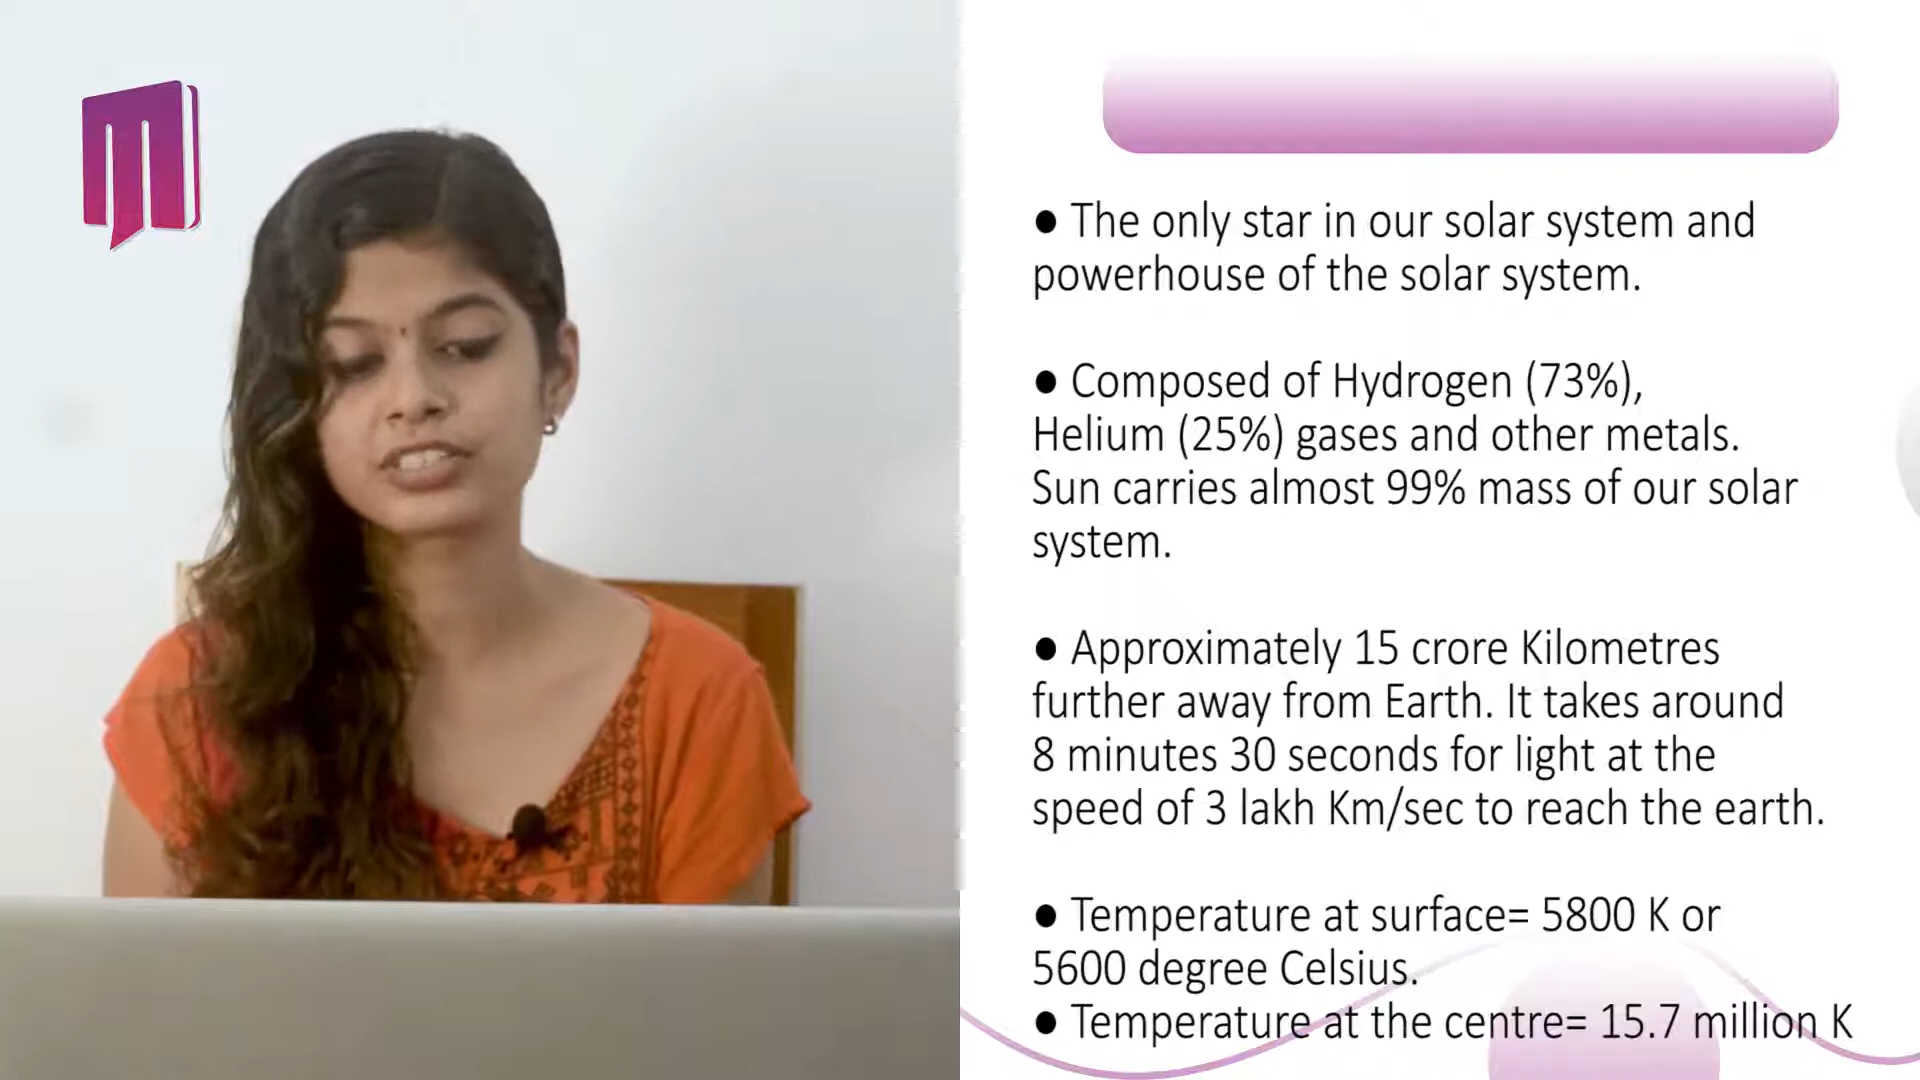 ● The only star in our solar system and
powerhouse of the solar system.
● Composed of Hydrogen (73%),
Helium (25%) gases and other metals.
Sun carries almost 99% mass of our solar
system.
● Approximately 15 crore Kilometres
further away from Earth. It takes around
8 minutes 30 seconds for light at the
speed of 3 lakh Km/sec to reach the earth.
● Temperature at surface= 5800 K or
5600 degree Celsius.
● Temperature at the centre= 15.7 million K